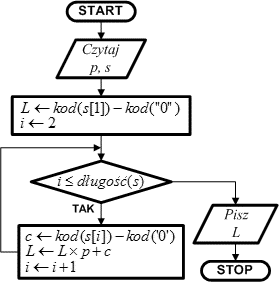 START
Czytaj
p, s
L ← kod(s[1]) – kod("0")
i ← 2
i ≤ długość(s)
TAK
Pisz
L
c ← kod(s[i]) – kod('0')
L ← L × p + c
i ← i + 1
STOP